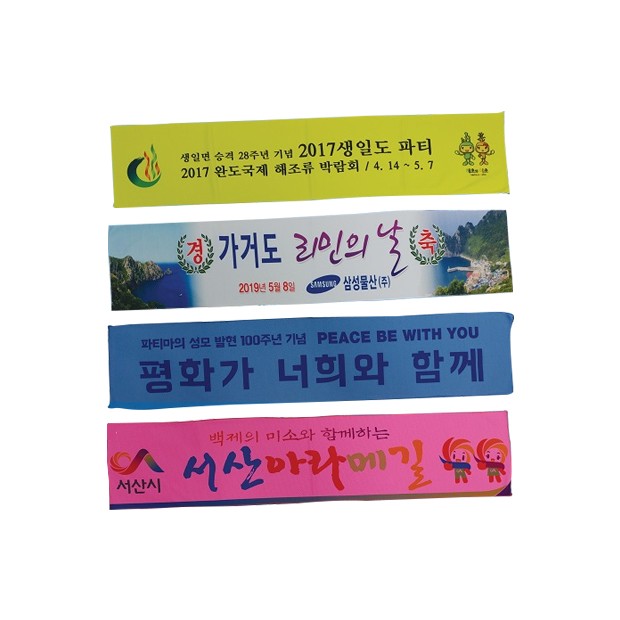 생일면 승격 28주년 기념 2017생일도 파티
2017 완도국제 해조류 박람회 / 4. 14 ~ 5. 7
경 가거도 리민의 날 축
2019년 5월 8일 SAMSUNG 삼성물산(주)
파티마의 성모 발현 100주년 기념 PEACE BE WITH YOU
평화가 너희와 함께
백제의 미소와 함께하는
서산시 서산아라메길